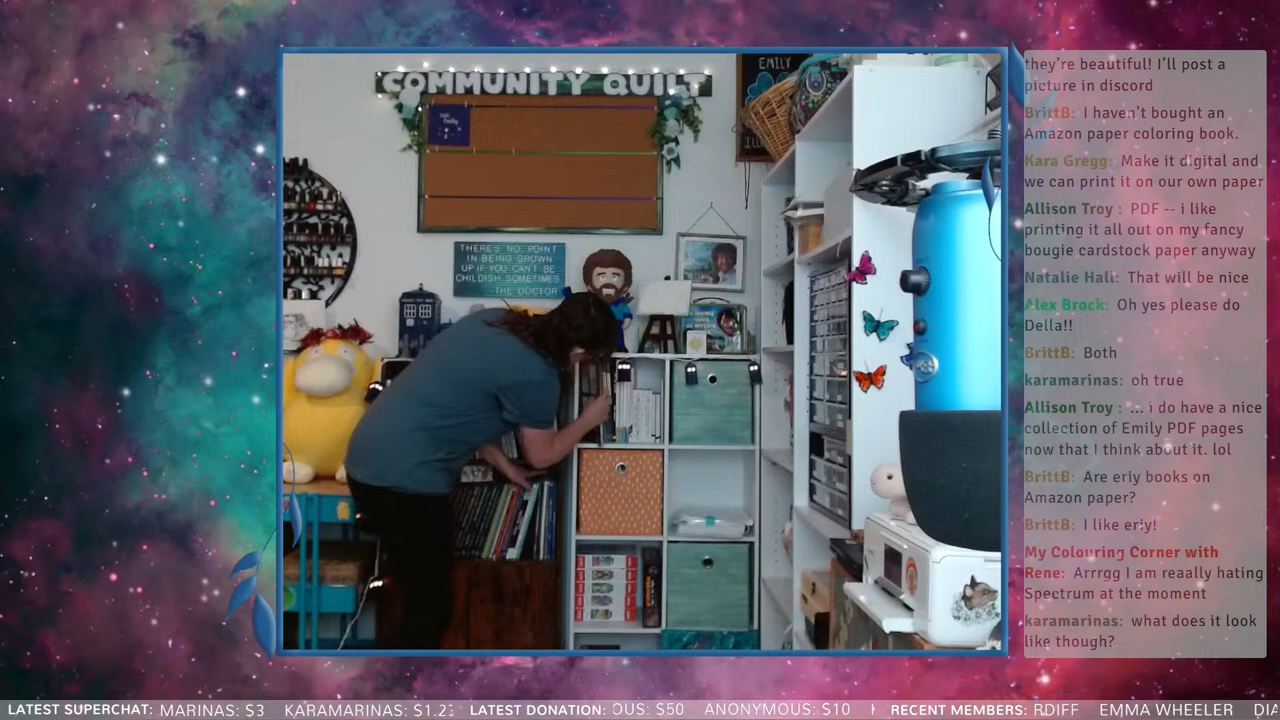 COMMUNITY QUILT
EMILY
THERE'S NO POINT
IN BEING GROWN
UP IF YOU CAN'T BE
CHILDISH SOMETIMES
-THE DOCTOR
they're beautiful! I'll post a
picture in discord
BrittB: I haven't bought an
Amazon paper coloring book.
Kara Gregg: Make it digital and
we can print it on our own paper
Allison Troy : PDF -- i like
printing it all out on my fancy
bougie cardstock paper anyway
Natalie Hall: That will be nice
Alex Brock: Oh yes please do
Della!!
BrittB: Both
karamarinas: oh true
Allison Troy : ... i do have a nice
collection of Emily PDF pages
now that I think about it. lol
BrittB: Are eriy books on
Amazon paper?
BrittB: I like eriy!
My Colouring Corner with
Rene: Arrrgg I am reaally hating
Spectrum at the moment
karamarinas: what does it look
like though?
LATEST SUPERCHAT: MARINAS: $3 KARAMARINAS: $1.2 LATEST DONATION: OUS: $50 ANONYMOUS: $10 RECENT MEMBERS: RDIFF EMMA WHEELER DIA